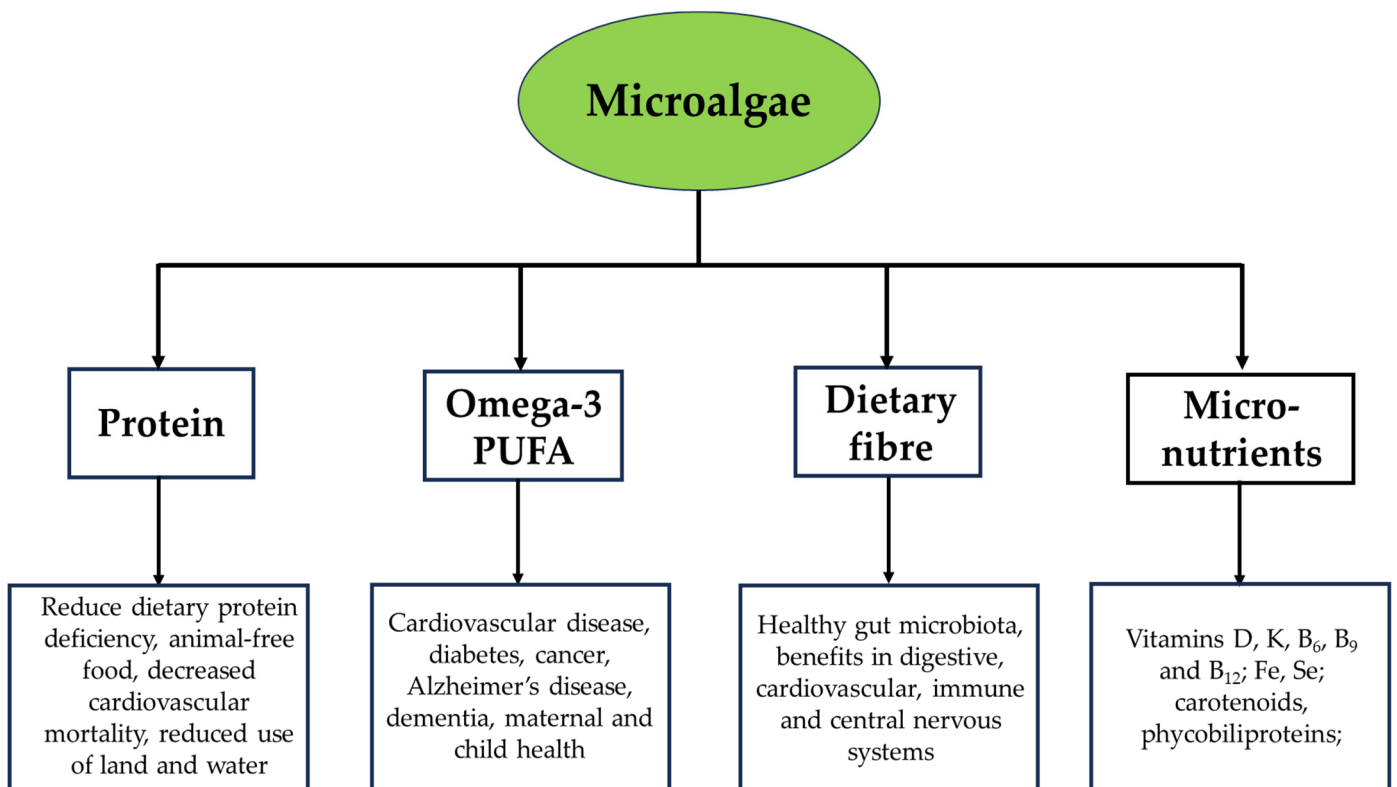 Microalgae
Protein
Omega-3
PUFA
Dietary
fibre
Micro-
nutrients
Reduce dietary protein
deficiency, animal-free
food, decreased
cardiovascular
mortality, reduced use
of land and water
Cardiovascular disease,
diabetes, cancer,
Alzheimer’s disease,
dementia, maternal and
child health
Healthy gut microbiota,
benefits in digestive,
cardiovascular, immune
and central nervous
systems
Vitamins D, K, B₆, B₉
and B₁₂; Fe, Se;
carotenoids,
phycobiliproteins;